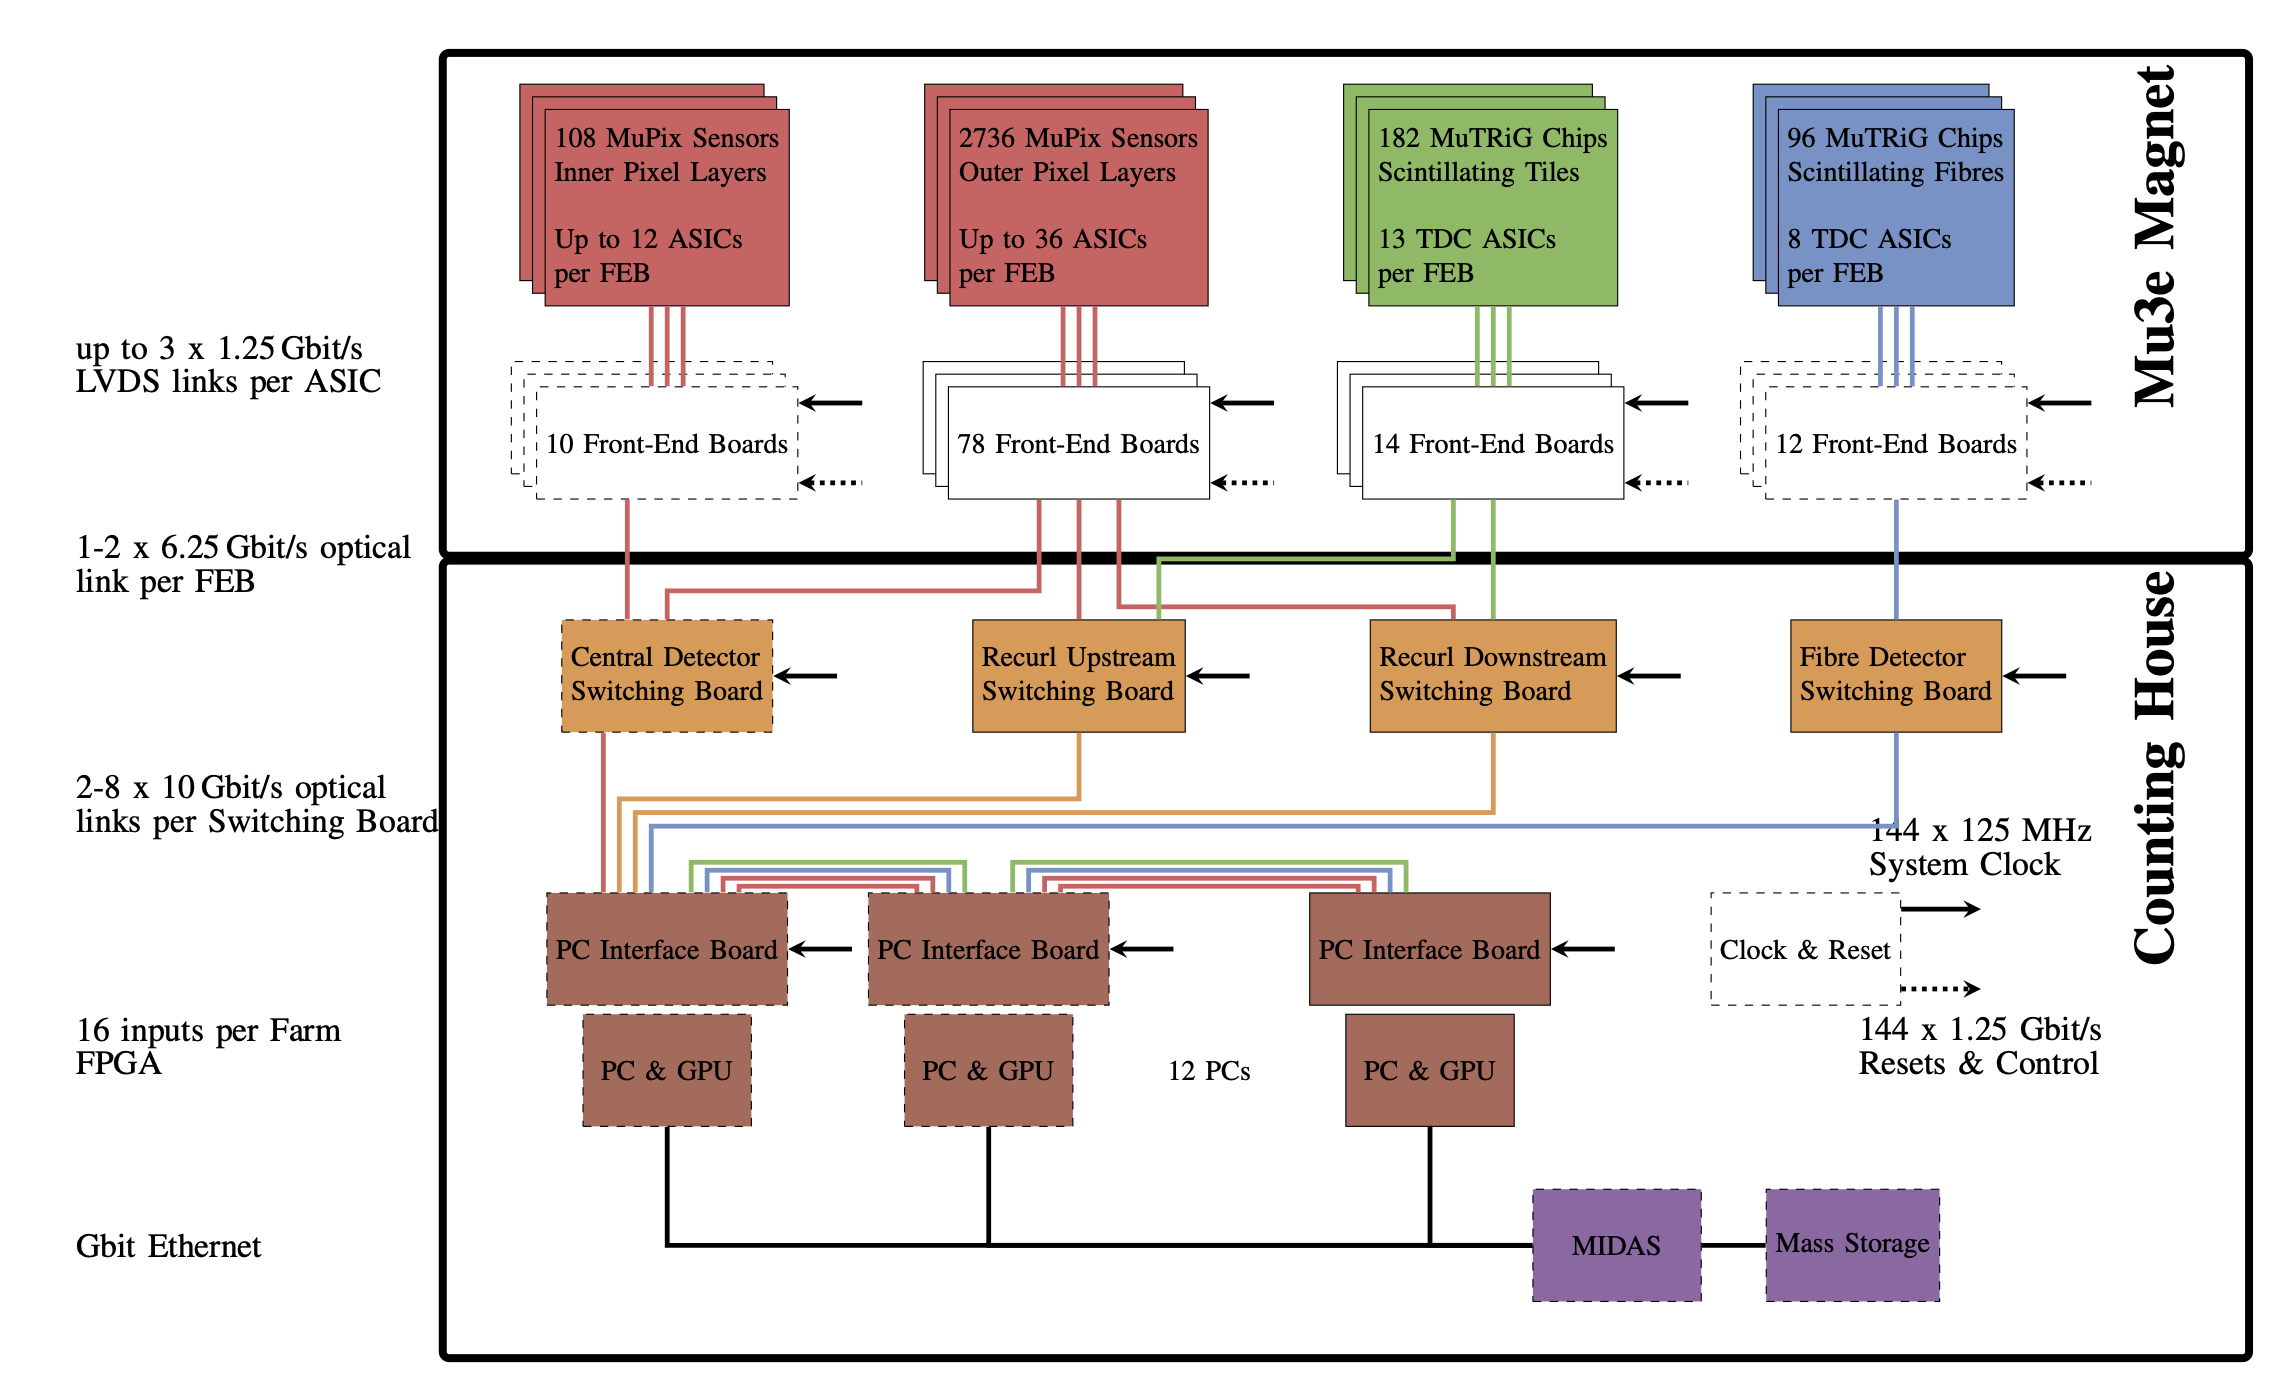 Mu3e Magnet
108 MuPix Sensors
Inner Pixel Layers
Up to 12 ASICs
per FEB
2736 MuPix Sensors
Outer Pixel Layers
Up to 36 ASICs
per FEB
182 MuTRiG Chips
Scintillating Tiles
13 TDC ASICs
per FEB
96 MuTRiG Chips
Scintillating Fibres
8 TDC ASICs
per FEB
up to 3 x 1.25 Gbit/s
LVDS links per ASIC
10 Front-End Boards
78 Front-End Boards
14 Front-End Boards
12 Front-End Boards
1-2 x 6.25 Gbit/s optical
link per FEB
Counting House
Central Detector
Switching Board
Recurl Upstream
Switching Board
Recurl Downstream
Switching Board
Fibre Detector
Switching Board
2-8 x 10 Gbit/s optical
links per Switching Board
144 x 125 MHz
System Clock
PC Interface Board
PC Interface Board
PC Interface Board
Clock & Reset
16 inputs per Farm
FPGA
PC & GPU
PC & GPU
12 PCs
PC & GPU
144 x 1.25 Gbit/s
Resets & Control
Gbit Ethernet
MIDAS
Mass Storage